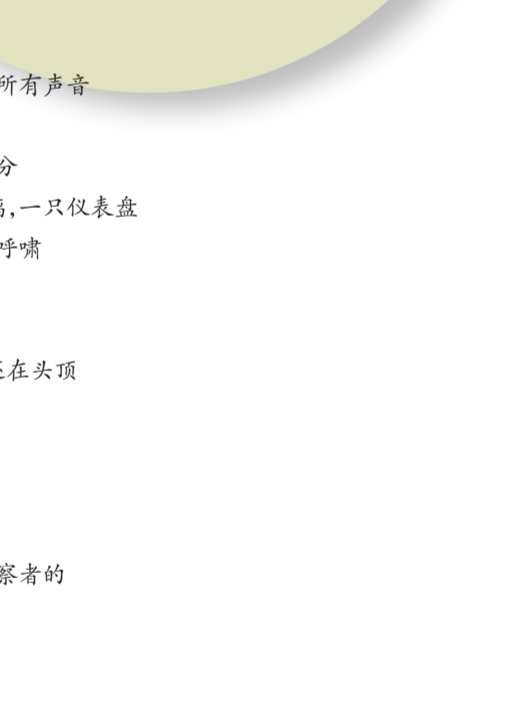 所有声音
分
,一只仪表盘
呼啸
在头顶
察者的